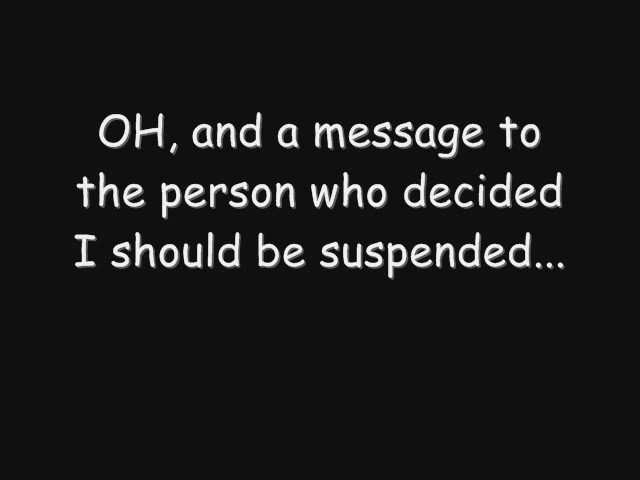 OH, and a message to
the person who decided
I should be suspended...